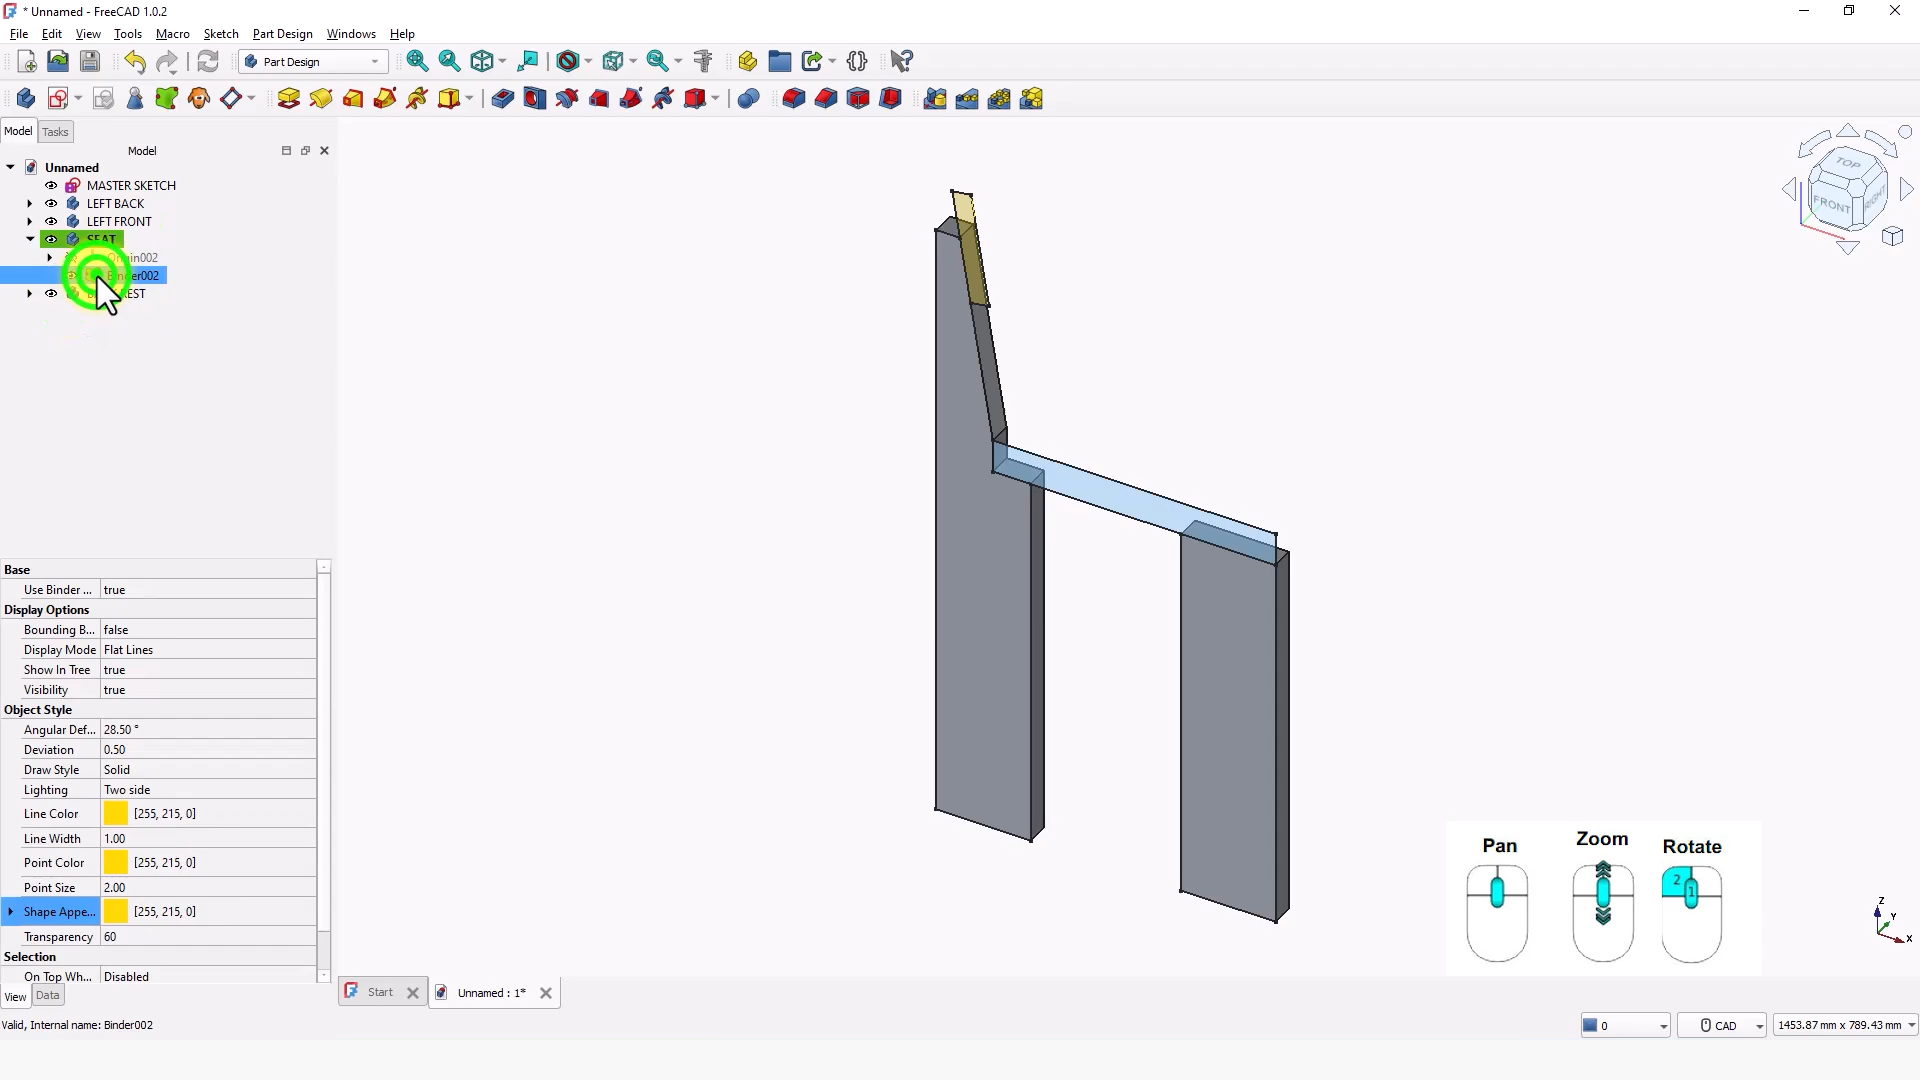 * Unnamed - FreeCAD 1.0.2
File Edit View Tools Macro Sketch Part Design Windows Help
Part Design
Model Tasks
Model
Unnamed
MASTER SKETCH
LEFT BACK
LEFT FRONT
SEAT
TOP
FRONT
RIGHT
Base
Use Binder ... true
Display Options
Bounding B... false
Display Mode Flat Lines
Show In Tree true
Visibility true
Object Style
Angular Def... 28.50 °
Deviation 0.50
Draw Style Solid
Lighting Two side
Line Color [255, 215, 0]
Line Width 1.00
Point Color [255, 215, 0]
Point Size 2.00
Shape Appe... [255, 215, 0]
Transparency 60
Selection
On Top Wh... Disabled
View Data
Pan Zoom Rotate
2 1
Z
Y
X
Start Unnamed : 1*
Valid, Internal name: Binder002
0 CAD 1453.87 mm x 789.43 mm